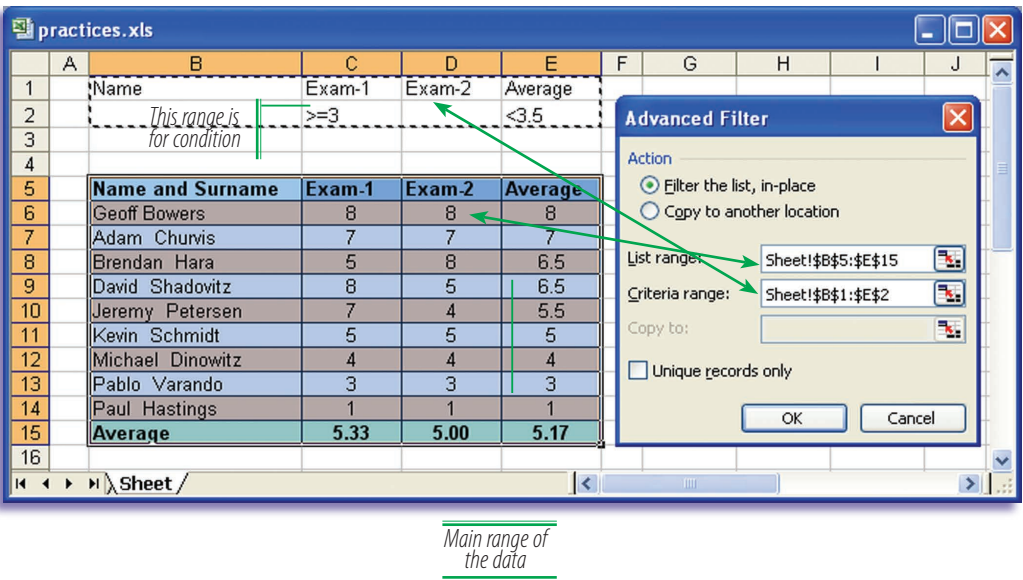 practices.xls
A B C D E F G H I J
1 Name Exam-1 Exam-2 Average
2 >=3 <3.5
This range is
for condition
3
4
5 Name and Surname Exam-1 Exam-2 Average
6 Geoff Bowers 8 8 8
7 Adam Churvis 7 7 7
8 Brendan Hara 5 8 6.5
9 David Shadovitz 8 5 6.5
10 Jeremy Petersen 7 4 5.5
11 Kevin Schmidt 5 5 5
12 Michael Dinowitz 4 4 4
13 Pablo Varando 3 3 3
14 Paul Hastings 1 1 1
15 Average 5.33 5.00 5.17
16
Sheet
Advanced Filter
Action
Filter the list, in-place
Copy to another location
List range: Sheet!$B$5:$E$15
Criteria range: Sheet!$B$1:$E$2
Copy to:
Unique records only
OK Cancel
Main range of
the data